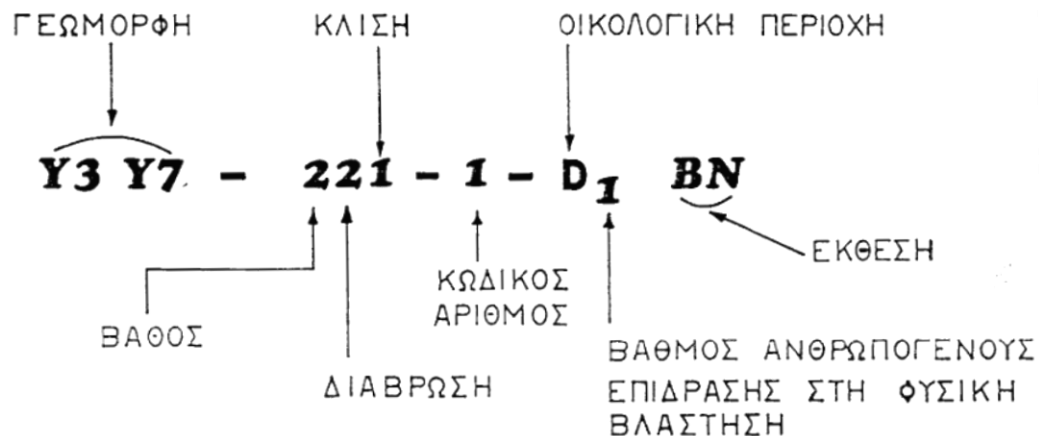 ΓΕΩΜΟΡΦΗ ΚΛΙΣΗ ΟΙΚΟΛΟΓΙΚΗ ΠΕΡΙΟΧΗ
Y3 Y7 - 221 - 1 - D1 BN
ΕΚΘΕΣΗ
ΚΩΔΙΚΟΣ
ΑΡΙΘΜΟΣ
ΒΑΘΟΣ
ΒΑΘΜΟΣ ΑΝΘΡΩΠΟΓΕΝΟΥΣ
ΔΙΑΒΡΩΣΗ ΕΠΙΔΡΑΣΗΣ ΣΤΗ ΦΥΣΙΚΗ
ΒΛΑΣΤΗΣΗ